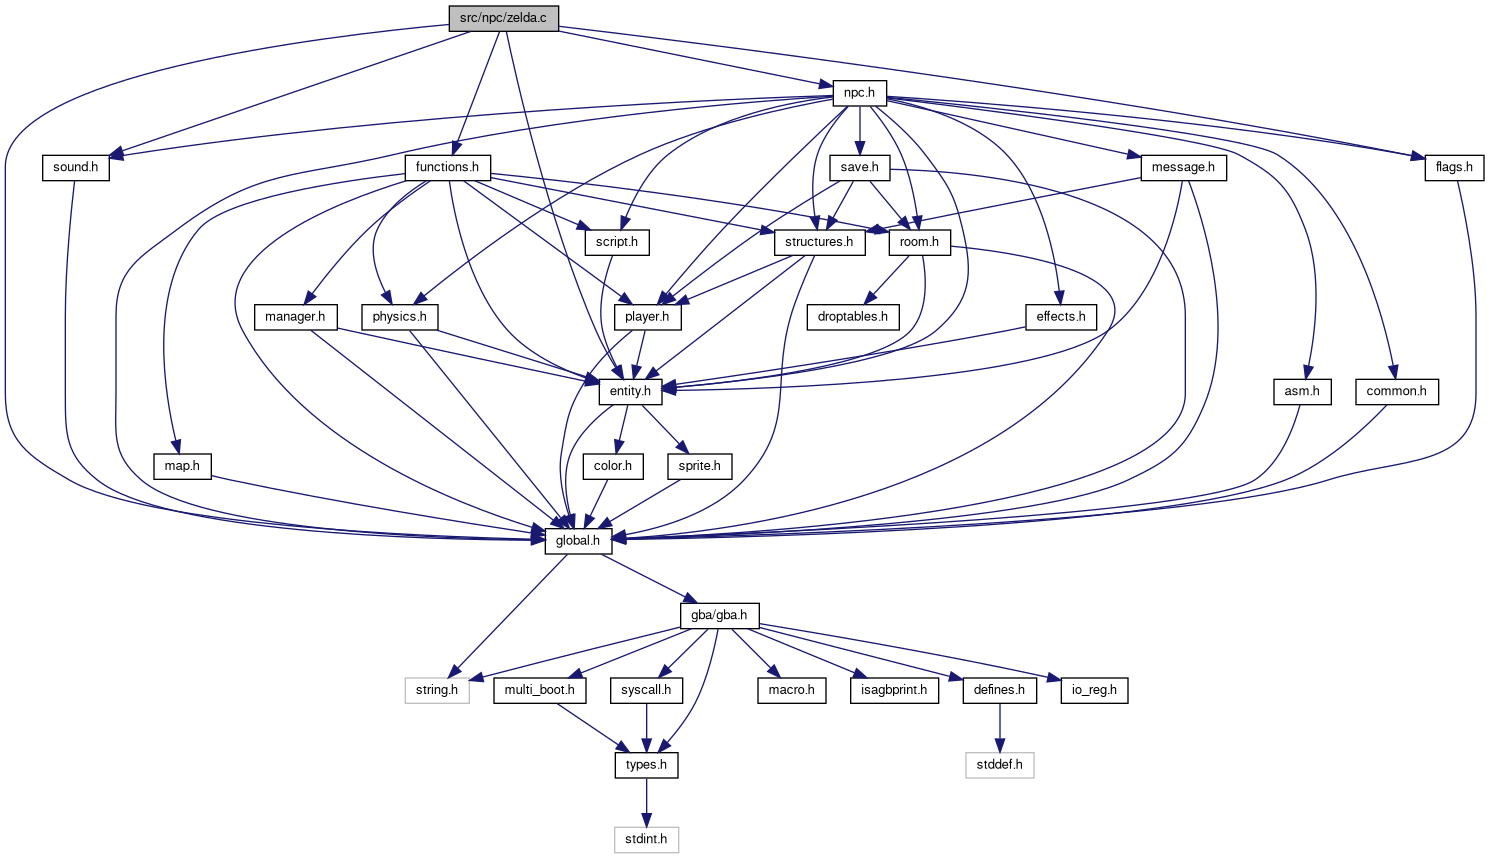 src/npc/zelda.c
npc.h
sound.h
functions.h
save.h
message.h
flags.h
script.h
structures.h
room.h
manager.h
physics.h
player.h
droptables.h
effects.h
entity.h
asm.h
common.h
map.h
color.h
sprite.h
global.h
gba/gba.h
string.h
multi_boot.h
syscall.h
macro.h
isagbprint.h
defines.h
io_reg.h
types.h
stddef.h
stdint.h